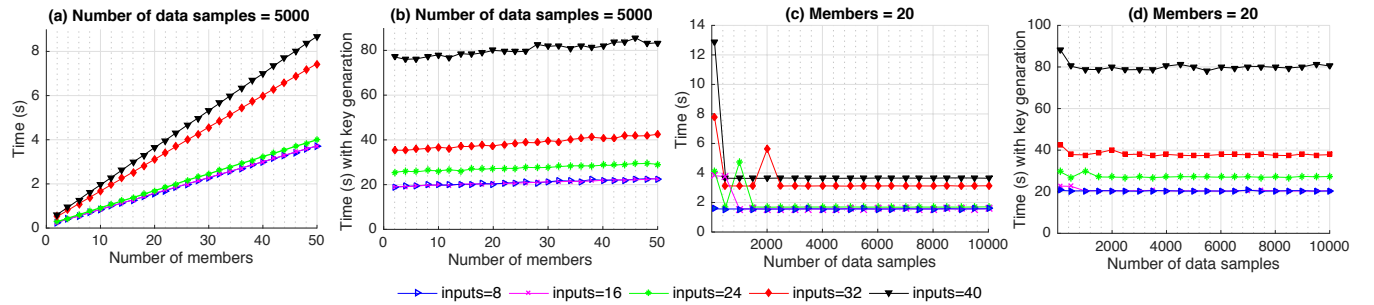 (a) Number of data samples = 5000
Time (s)
8
6
4
2
0
0 10 20 30 40 50
Number of members
(b) Number of data samples = 5000
Time (s) with key genaration
80
60
40
20
0
0 10 20 30 40 50
Number of members
(c) Members = 20
Time (s)
14
12
10
8
6
4
2
0
0 2000 4000 6000 8000 10000
Number of data samples
(d) Members = 20
Time (s) with key genaration
100
80
60
40
20
0
0 2000 4000 6000 8000 10000
Number of data samples
inputs=8 inputs=16 inputs=24 inputs=32 inputs=40